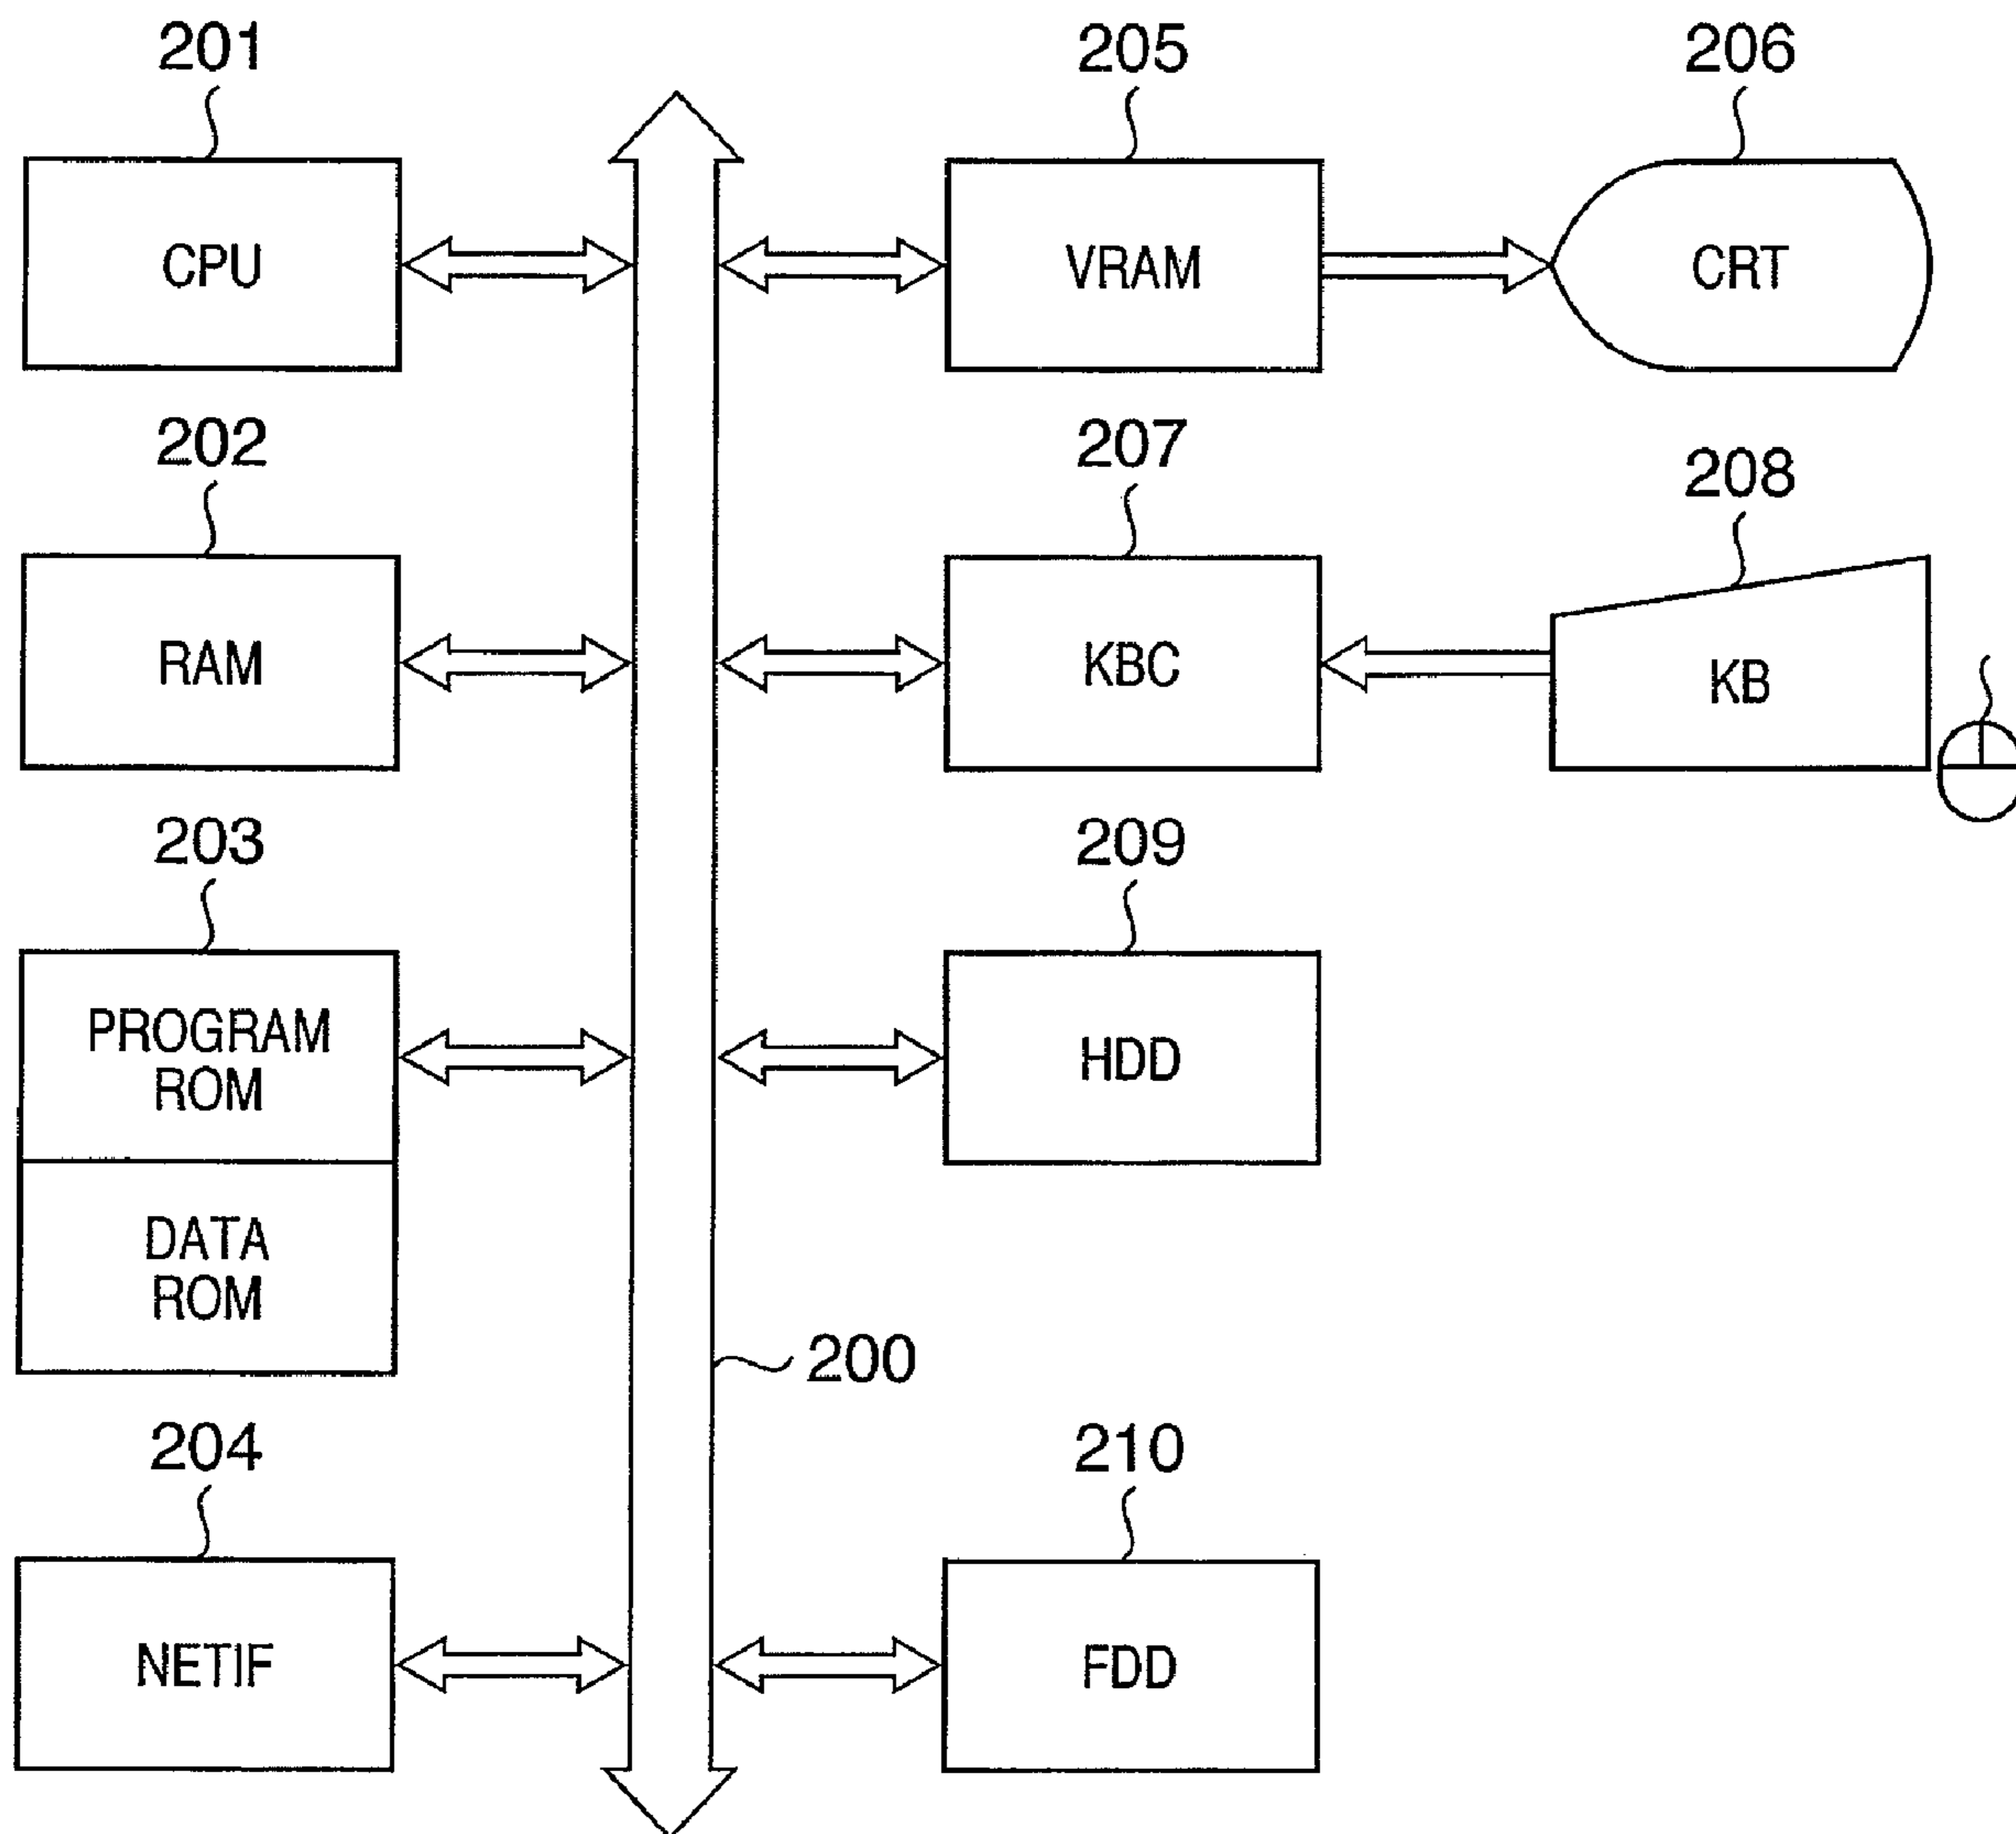 201
205
206
CPU
VRAM
CRT
202
207
208
RAM
KBC
KB
203
209
PROGRAM
ROM
HDD
DATA
ROM
200
204
210
NETIF
FDD